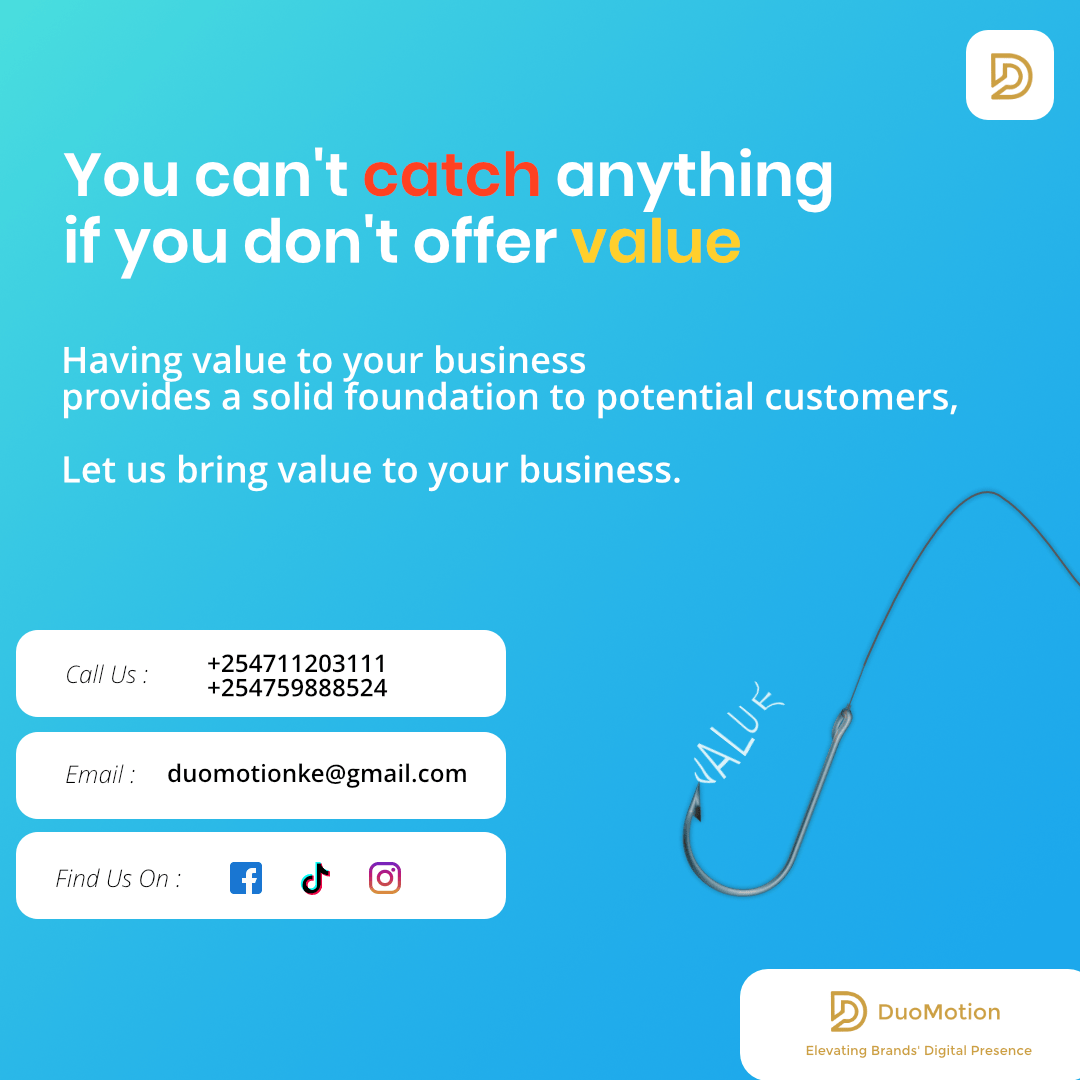 You can't catch anything
if you don't offer value
Having value to your business
provides a solid foundation to potential customers,
Let us bring value to your business.
Call Us :
+254711203111
+254759888524
Email : duomotionke@gmail.com
Find Us On :
VALUE
DuoMotion
Elevating Brands' Digital Presence